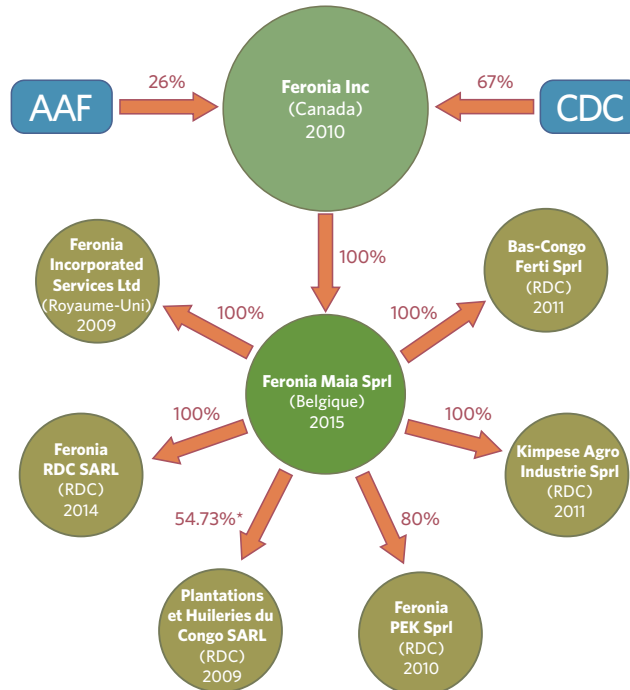 AAF
26%
Feronia Inc
(Canada)
2010
67%
CDC
100%
Feronia
Incorporated
Services Ltd
(Royaume-Uni)
2009
100%
Bas-Congo
Ferti Sprl
(RDC)
2011
100%
Feronia Maia Sprl
(Belgique)
2015
100%
Feronia
RDC SARL
(RDC)
2014
100%
Kimpese Agro
Industrie Sprl
(RDC)
2011
54.73%*
80%
Plantations
et Huileries du
Congo SARL
(RDC)
2009
Feronia
PEK Sprl
(RDC)
2010